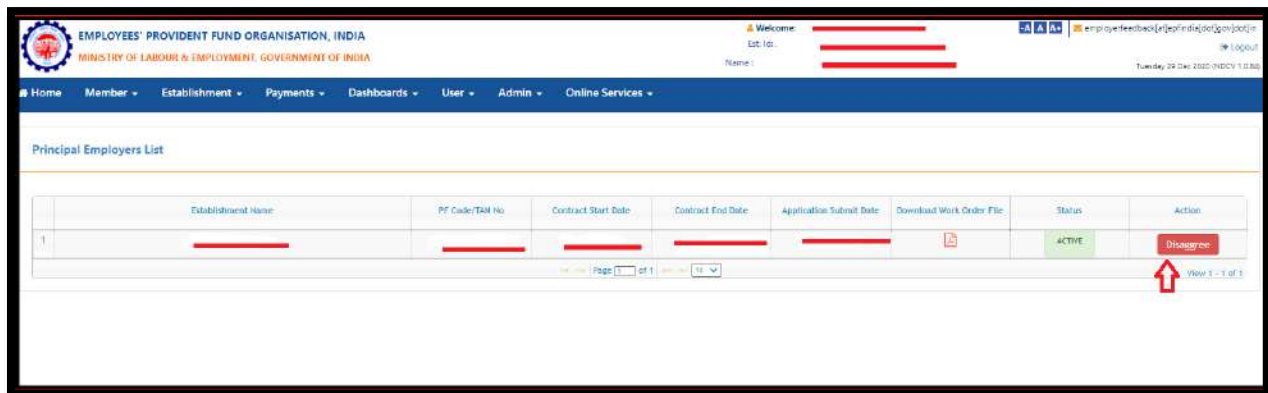 EMPLOYEES' PROVIDENT FUND ORGANISATION, INDIA
MINISTRY OF LABOUR & EMPLOYMENT, GOVERNMENT OF INDIA
Welcome:
Est. Id:
Name :
-A A A+ employerfeedback[at]epfindia[dot]gov[dot]in
Logout
Tuesday 29 Dec 2020
Home Member Establishment Payments Dashboards User Admin Online Services
Principal Employers List
Establishment Name PF Code/TAN No Contract Start Date Contract End Date Application Submit Date Download Work Order File Status Action
1 ACTIVE Disaggree
Page 1 of 1 10 View 1 - 1 of 1